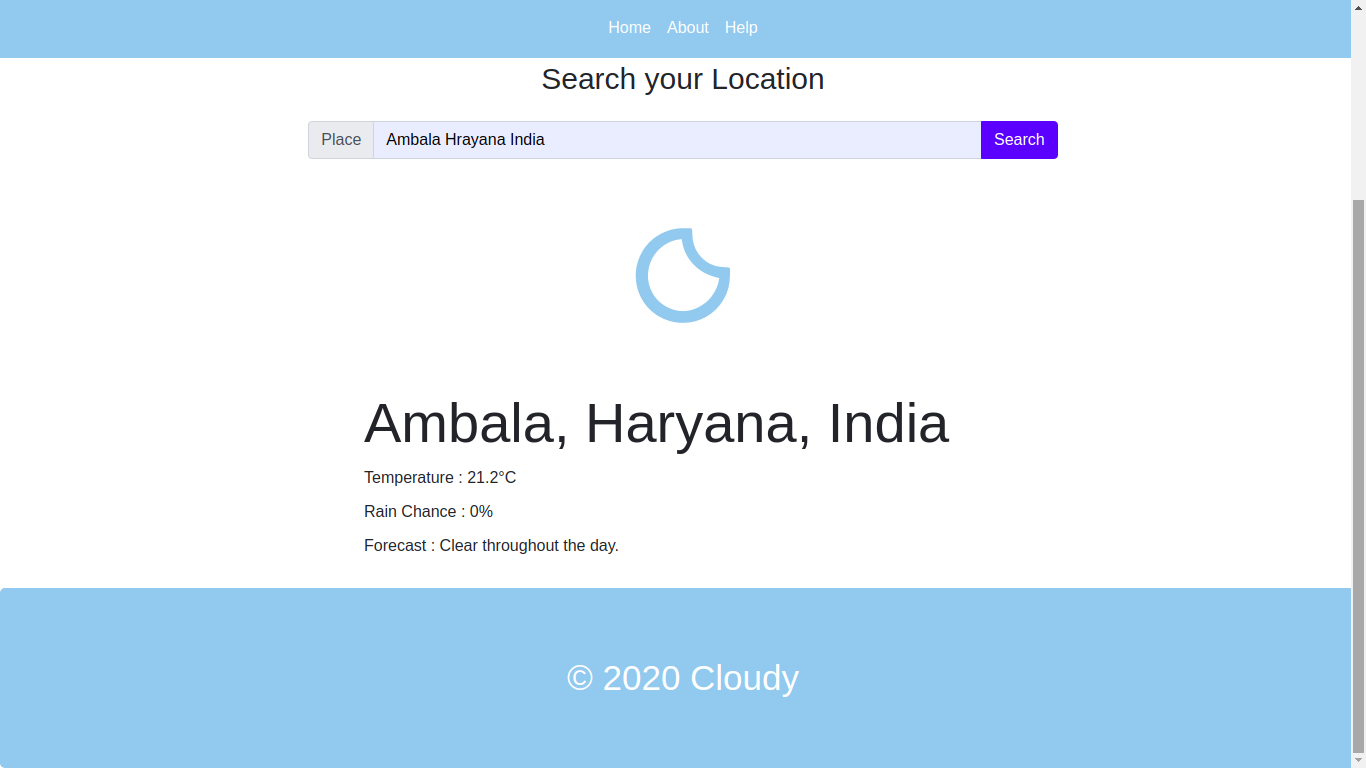 Home About Help
Search your Location
Place Ambala Hrayana India Search
Ambala, Haryana, India
Temperature : 21.2°C
Rain Chance : 0%
Forecast : Clear throughout the day.
© 2020 Cloudy